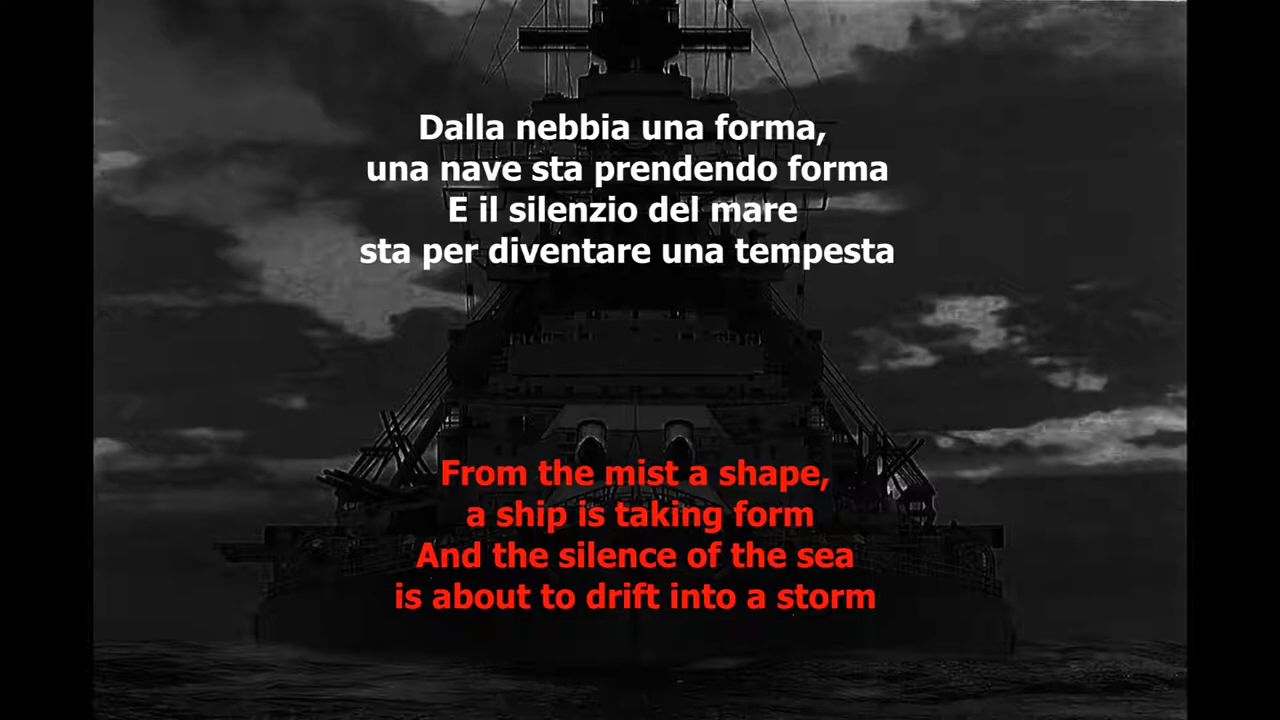 Dalla nebbia una forma,
una nave sta prendendo forma
E il silenzio del mare
sta per diventare una tempesta
From the mist a shape,
a ship is taking form
And the silence of the sea
is about to drift into a storm